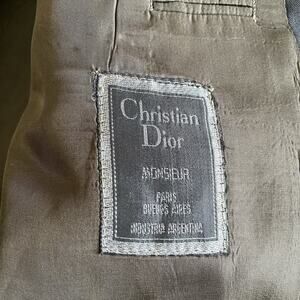 Christian
Dior
MONSIEUR
PARIS
BUENOS AIRES
INDUSTRIA ARGENTINA